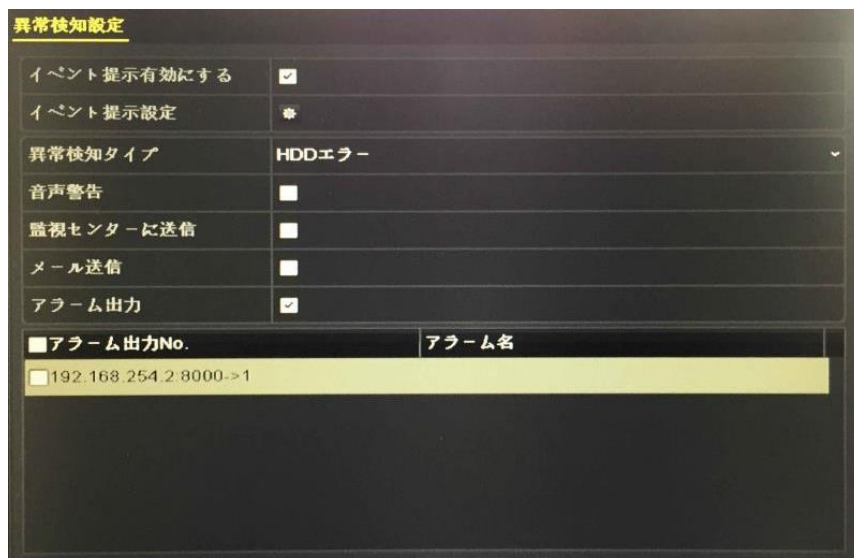 異常検知設定
イベント提示有効にする
イベント提示設定
異常検知タイプ HDDエラー
音声警告
監視センターに送信
メール送信
アラーム出力
アラーム出力No. アラーム名
192.168.254.2:8000->1